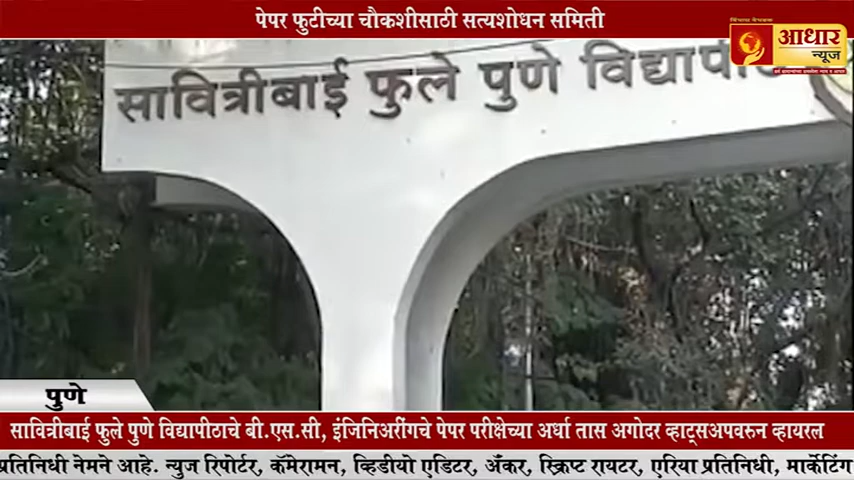 पेपर फुटीच्या चौकशीसाठी सत्यशोधन समिती
आधार
न्यूज
सावित्रीबाई फुले पुणे विद्यापी
पुणे
सावित्रीबाई फुले पुणे विद्यापीठाचे बी.एस.सी, इंजिनिअरींगचे पेपर परीक्षेच्या अर्धा तास अगोदर व्हाट्सअपवरुन व्हायरल
प्रतिनिधी नेमने आहे. न्युज रिपोर्टर, कॅमेरामन, व्हिडीयो एडिटर, अँकर, स्क्रिप्ट रायटर, एरिया प्रतिनिधी, मार्केटिंग